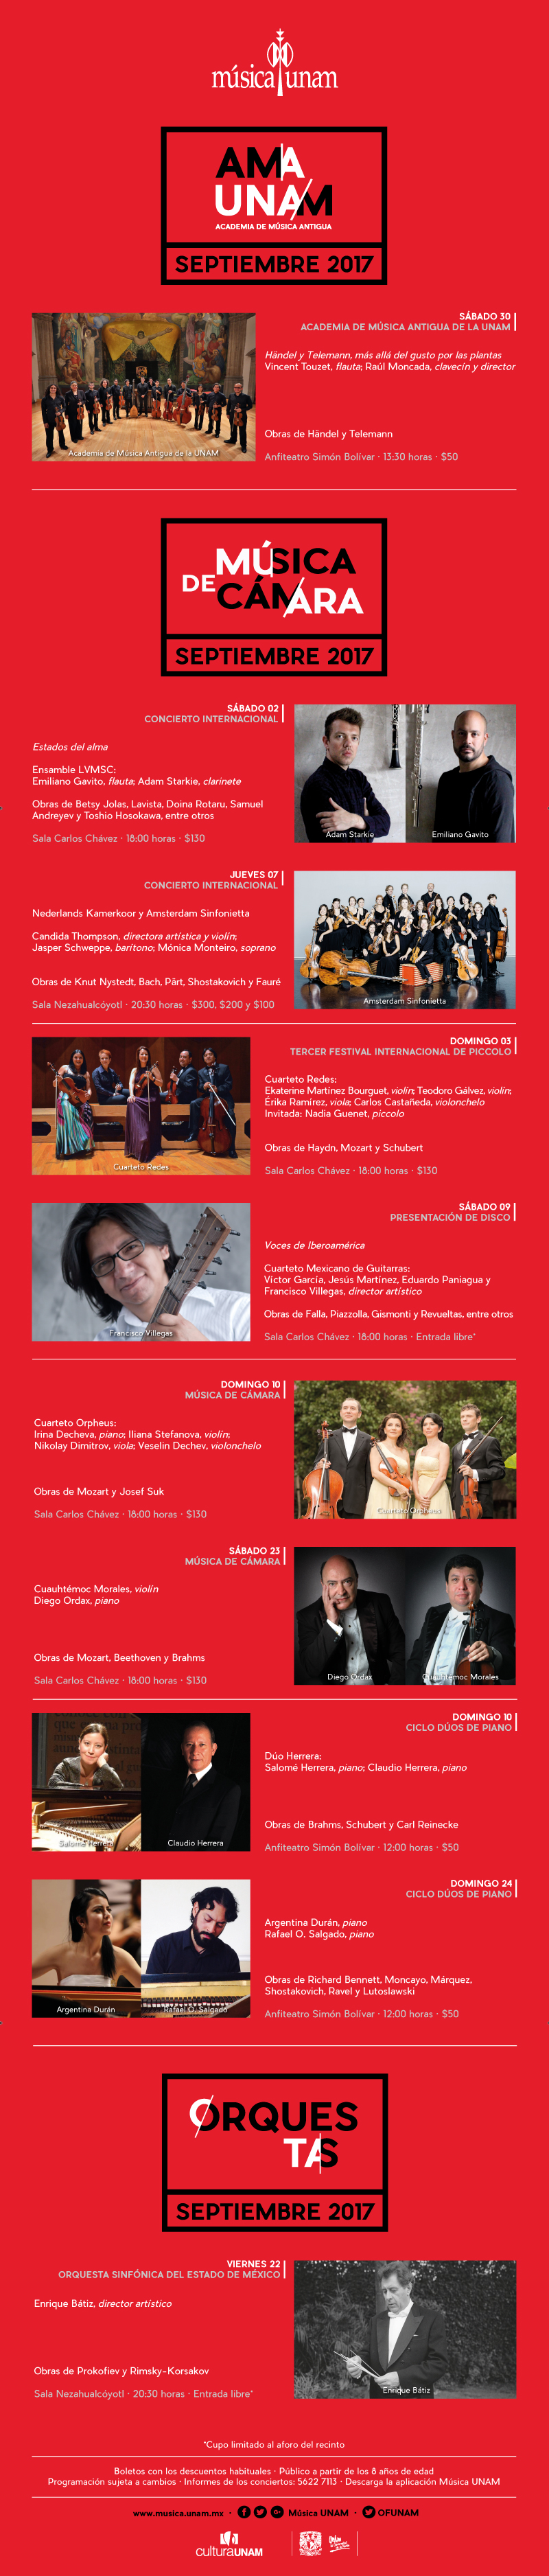 música unam
AMA
UNAM
ACADEMIA DE MÚSICA ANTIGUA
SEPTIEMBRE 2017
SÁBADO 30
ACADEMIA DE MÚSICA ANTIGUA DE LA UNAM
Händel y Telemann, más allá del gusto por las plantas
Vincent Touzet, flauta; Raúl Moncada, clavecín y director
Obras de Händel y Telemann
Anfiteatro Simón Bolívar · 13:30 horas · $50
Academia de Música Antigua de la UNAM
MÚSICA
DE CÁMARA
SEPTIEMBRE 2017
SÁBADO 02
CONCIERTO INTERNACIONAL
Estados del alma
Ensamble LVMSC:
Emiliano Gavito, flauta; Adam Starkie, clarinete
Obras de Betsy Jolas, Lavista, Doina Rotaru, Samuel
Andreyev y Toshio Hosokawa, entre otros
Sala Carlos Chávez · 18:00 horas · $130
Adam Starkie
Emiliano Gavito
JUEVES 07
CONCIERTO INTERNACIONAL
Nederlands Kamerkoor y Amsterdam Sinfonietta
Candida Thompson, directora artística y violín;
Jasper Schweppe, barítono; Mónica Monteiro, soprano
Obras de Knut Nystedt, Bach, Pärt, Shostakovich y Fauré
Sala Nezahualcóyotl · 20:30 horas · $300, $200 y $100
Amsterdam Sinfonietta
DOMINGO 03
TERCER FESTIVAL INTERNACIONAL DE PICCOLO
Cuarteto Redes:
Ekaterine Martínez Bourguet, violín; Teodoro Gálvez, violín;
Érika Ramírez, viola; Carlos Castañeda, violonchelo
Invitada: Nadia Guenet, piccolo
Obras de Haydn, Mozart y Schubert
Sala Carlos Chávez · 18:00 horas · $130
Cuarteto Redes
SÁBADO 09
PRESENTACIÓN DE DISCO
Voces de Iberoamérica
Cuarteto Mexicano de Guitarras:
Víctor García, Jesús Martínez, Eduardo Paniagua y
Francisco Villegas, director artístico
Obras de Falla, Piazzolla, Gismonti y Revueltas, entre otros
Sala Carlos Chávez · 18:00 horas · Entrada libre*
Francisco Villegas
DOMINGO 10
MÚSICA DE CÁMARA
Cuarteto Orpheus:
Irina Decheva, piano; Iliana Stefanova, violín;
Nikolay Dimitrov, viola; Veselin Dechev, violonchelo
Obras de Mozart y Josef Suk
Sala Carlos Chávez · 18:00 horas · $130
Cuarteto Orpheus
SÁBADO 23
MÚSICA DE CÁMARA
Cuauhtémoc Morales, violín
Diego Ordax, piano
Obras de Mozart, Beethoven y Brahms
Sala Carlos Chávez · 18:00 horas · $130
Diego Ordax
Cuauhtémoc Morales
DOMINGO 10
CICLO DÚOS DE PIANO
Dúo Herrera:
Salomé Herrera, piano; Claudio Herrera, piano
Obras de Brahms, Schubert y Carl Reinecke
Anfiteatro Simón Bolívar · 12:00 horas · $50
Salomé Herrera
Claudio Herrera
DOMINGO 24
CICLO DÚOS DE PIANO
Argentina Durán, piano
Rafael O. Salgado, piano
Obras de Richard Bennett, Moncayo, Márquez,
Shostakovich, Ravel y Lutoslawski
Anfiteatro Simón Bolívar · 12:00 horas · $50
Argentina Durán
Rafael O. Salgado
ORQUES
TAS
SEPTIEMBRE 2017
VIERNES 22
ORQUESTA SINFÓNICA DEL ESTADO DE MÉXICO
Enrique Bátiz, director artístico
Obras de Prokofiev y Rimsky-Korsakov
Sala Nezahualcóyotl · 20:30 horas · Entrada libre*
Enrique Bátiz
*Cupo limitado al aforo del recinto
Boletos con los descuentos habituales · Público a partir de los 8 años de edad
Programación sujeta a cambios · Informes de los conciertos: 5622 7113 · Descarga la aplicación Música UNAM
www.musica.unam.mx · Música UNAM · OFUNAM
culturaUNAM